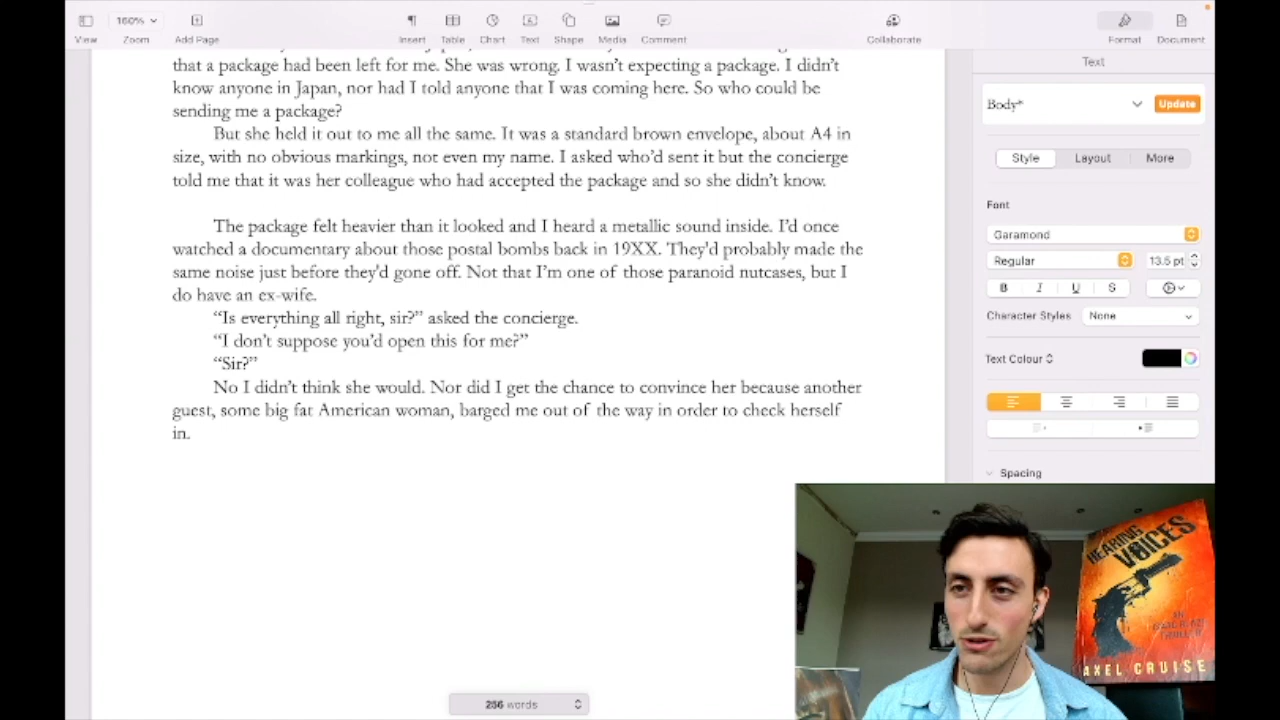 View
160%
Zoom
Add Page
Insert
Table
Chart
Text
Shape
Media
Comment
Collaborate
Format
Document
that a package had been left for me. She was wrong. I wasn't expecting a package. I didn't
know anyone in Japan, nor had I told anyone that I was coming here. So who could be
sending me a package?
But she held it out to me all the same. It was a standard brown envelope, about A4 in
size, with no obvious markings, not even my name. I asked who'd sent it but the concierge
told me that it was her colleague who had accepted the package and so she didn't know.
The package felt heavier than it looked and I heard a metallic sound inside. I'd once
watched a documentary about those postal bombs back in 19XX. They'd probably made the
same noise just before they'd gone off. Not that I'm one of those paranoid nutcases, but I
do have an ex-wife.
“Is everything all right, sir?” asked the concierge.
“I don't suppose you'd open this for me?”
“Sir?”
No I didn't think she would. Nor did I get the chance to convince her because another
guest, some big fat American woman, barged me out of the way in order to check herself
in.
256 words
Text
Body*
Update
Style
Layout
More
Font
Garamond
Regular
13.5 pt
B I U S
Character Styles
None
Text Colour
Spacing
HEARING
VOICES
THRILLER
AXEL CRUISE